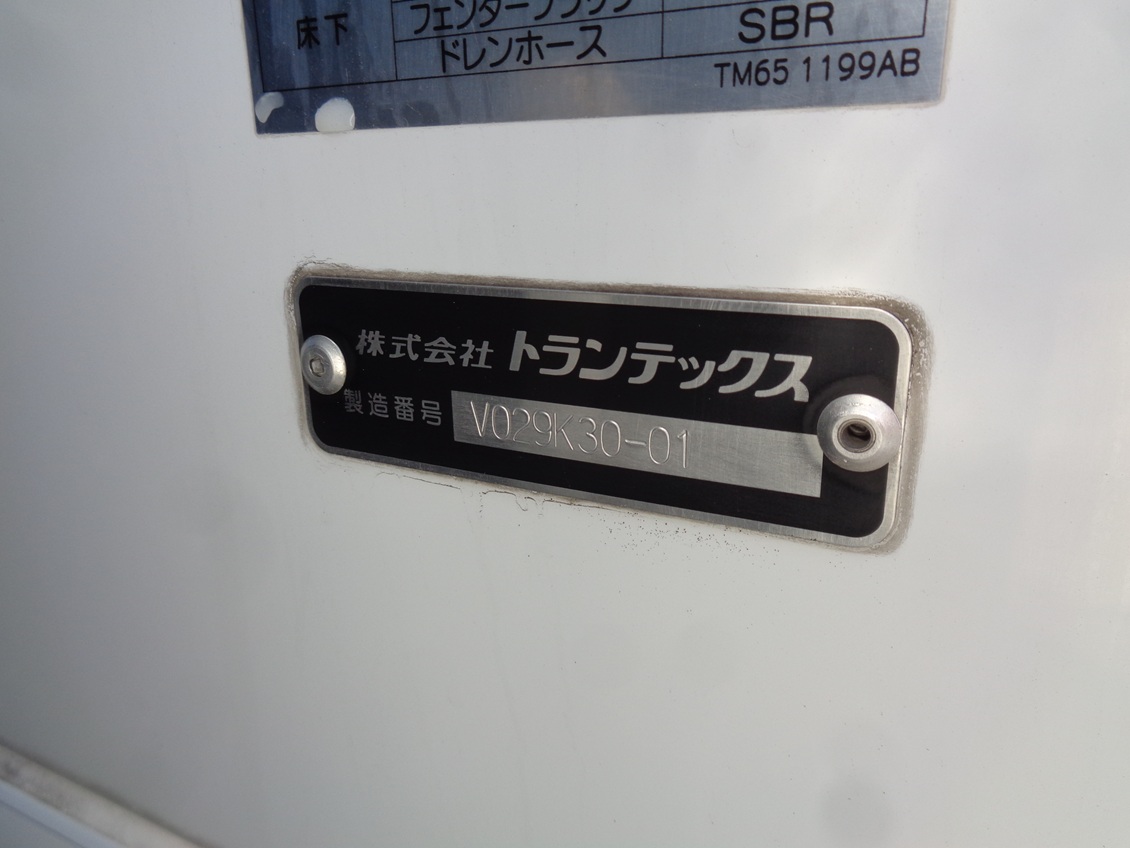 床下
フェンダーフラップ
SBR
ドレンホース
TM65 1199AB
株式会社 トランテックス
製造番号 V029K30-01